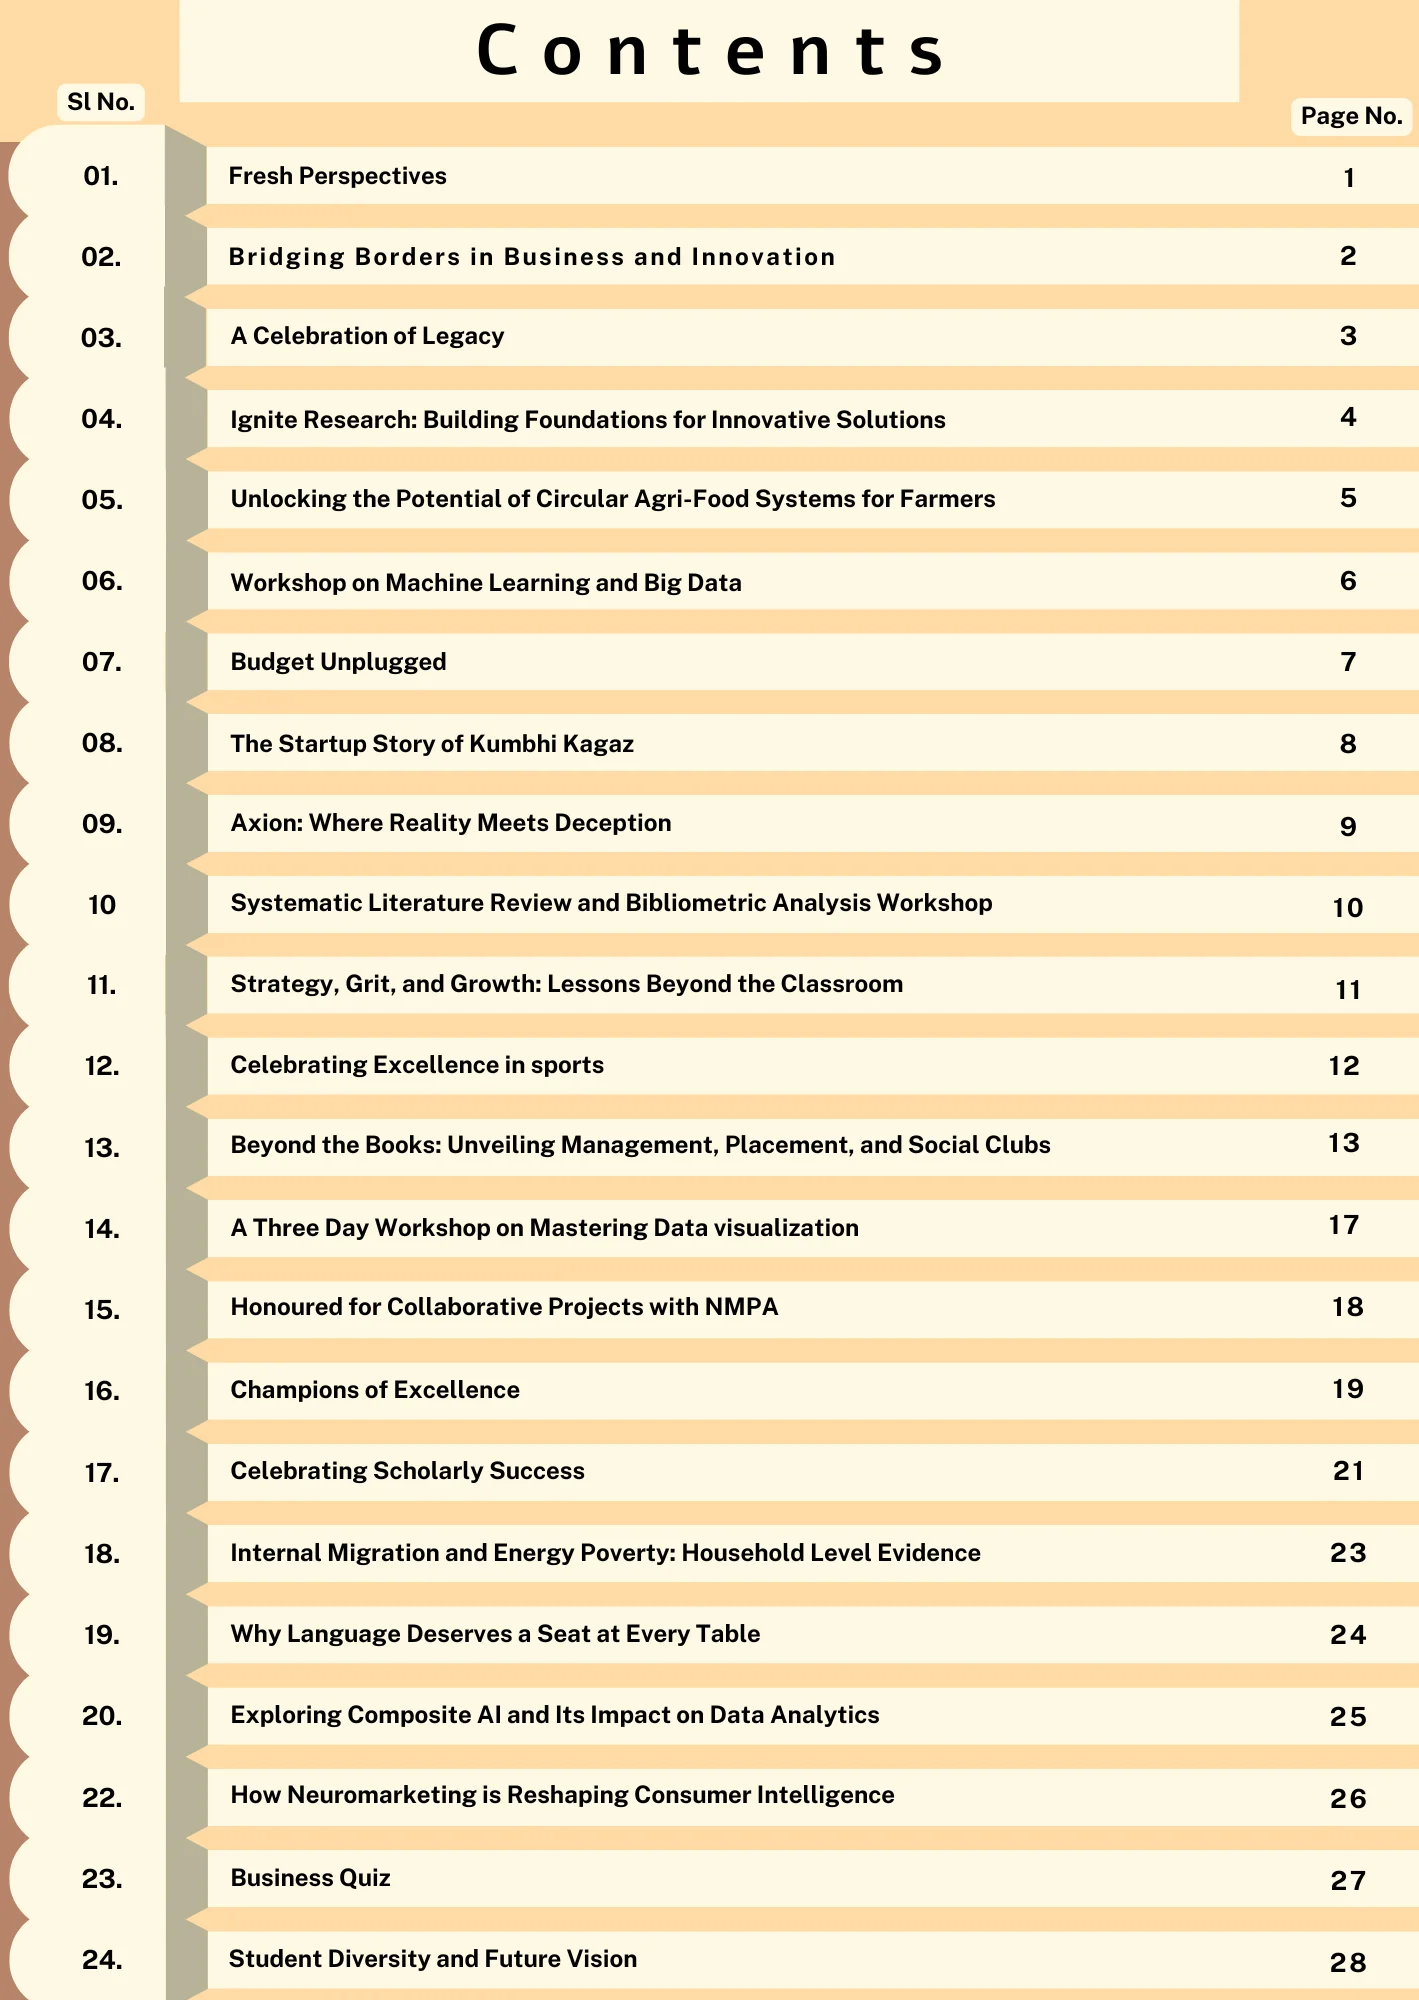 Contents
Sl No.
Page No.
01. Fresh Perspectives 1
02. Bridging Borders in Business and Innovation 2
03. A Celebration of Legacy 3
04. Ignite Research: Building Foundations for Innovative Solutions 4
05. Unlocking the Potential of Circular Agri-Food Systems for Farmers 5
06. Workshop on Machine Learning and Big Data 6
07. Budget Unplugged 7
08. The Startup Story of Kumbhi Kagaz 8
09. Axion: Where Reality Meets Deception 9
10 Systematic Literature Review and Bibliometric Analysis Workshop 10
11. Strategy, Grit, and Growth: Lessons Beyond the Classroom 11
12. Celebrating Excellence in sports 12
13. Beyond the Books: Unveiling Management, Placement, and Social Clubs 13
14. A Three Day Workshop on Mastering Data visualization 17
15. Honoured for Collaborative Projects with NMPA 18
16. Champions of Excellence 19
17. Celebrating Scholarly Success 21
18. Internal Migration and Energy Poverty: Household Level Evidence 23
19. Why Language Deserves a Seat at Every Table 24
20. Exploring Composite AI and Its Impact on Data Analytics 25
22. How Neuromarketing is Reshaping Consumer Intelligence 26
23. Business Quiz 27
24. Student Diversity and Future Vision 28